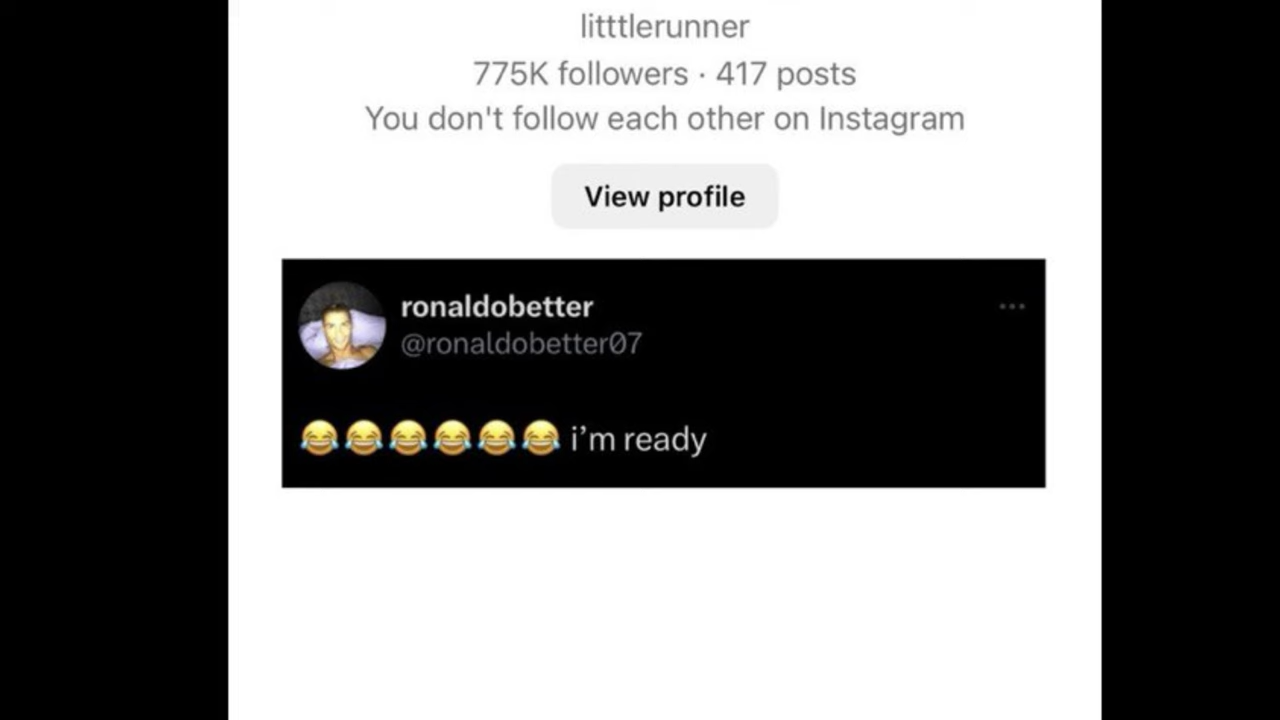 litttlerunner
775K followers · 417 posts
You don't follow each other on Instagram
View profile
ronaldobetter
@ronaldobetter07
😂😂😂😂😂😂 i’m ready